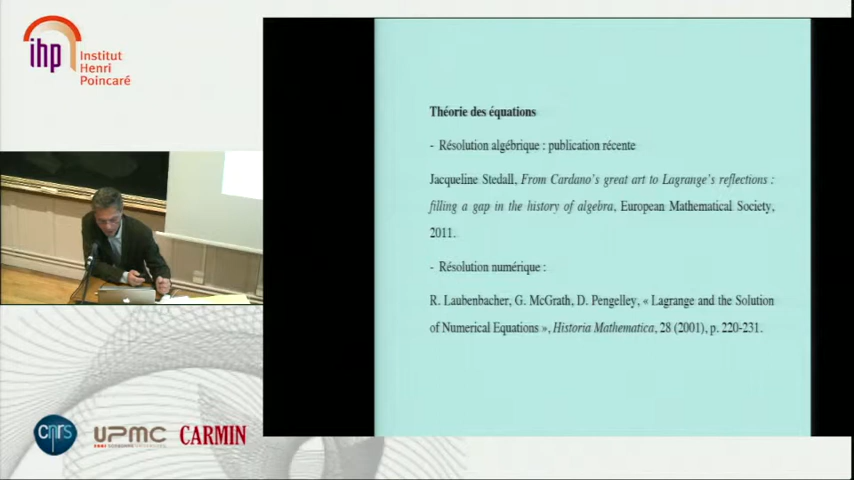 ihp
Institut
Henri
Poincaré
Théorie des équations
- Résolution algébrique : publication récente
Jacqueline Stedall, From Cardano's great art to Lagrange's reflections :
filling a gap in the history of algebra, European Mathematical Society,
2011.
- Résolution numérique :
R. Laubenbacher, G. McGrath, D. Pengelley, « Lagrange and the Solution
of Numerical Equations », Historia Mathematica, 28 (2001), p. 220-231.
cnrs
UPMC
CARMIN